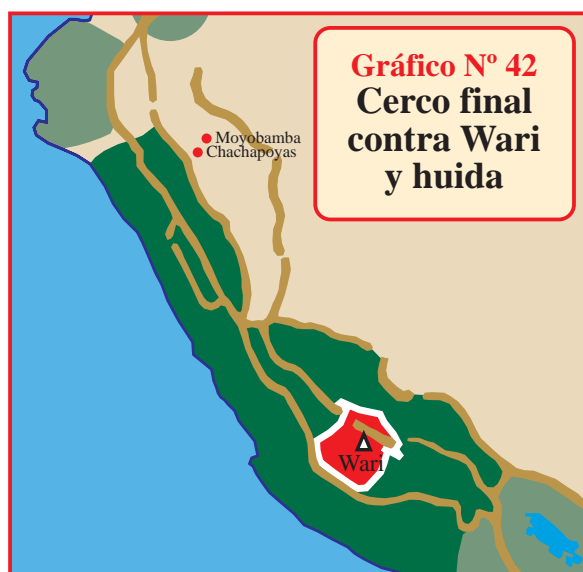 Gráfico Nº 42
Cerco final
contra Wari
y huida
Moyobamba
Chachapoyas
Wari